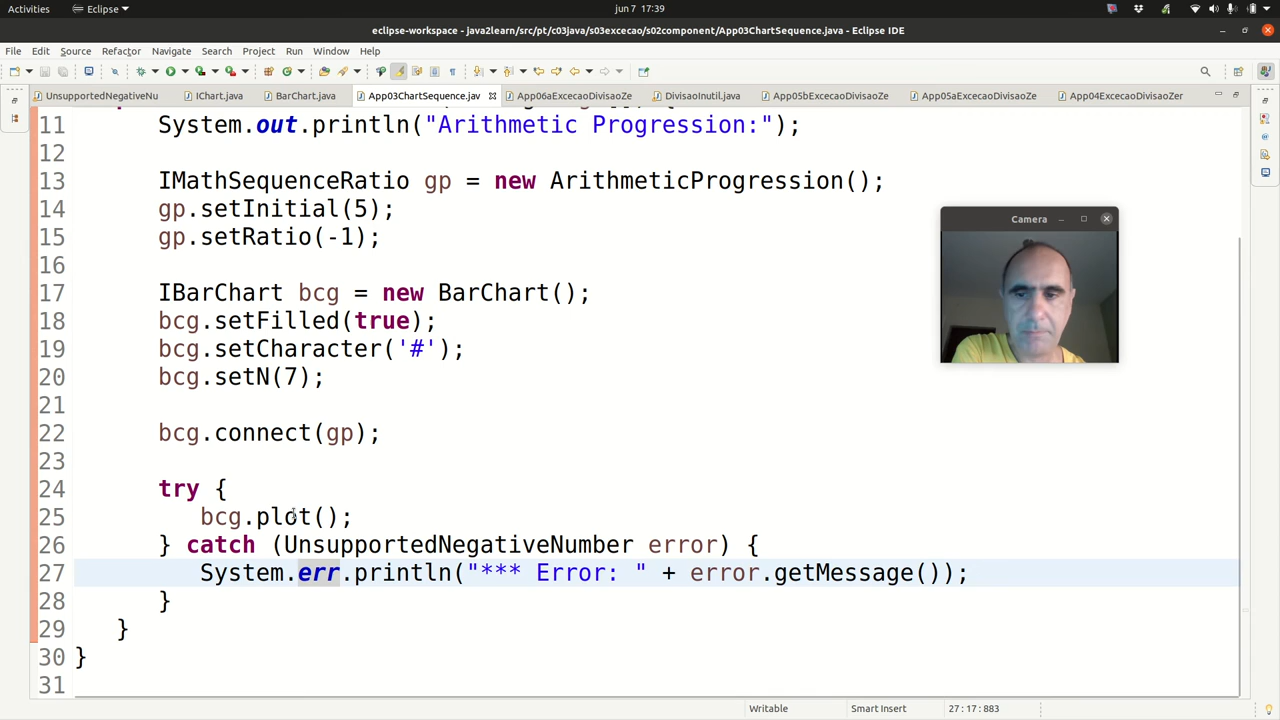 Activities Eclipse jun 7 17:39
eclipse-workspace - java2learn/src/pt/c03java/s03excecao/s02component/App03ChartSequence.java - Eclipse IDE
File Edit Source Refactor Navigate Search Project Run Window Help
UnsupportedNegativeNu IChart.java BarChart.java App03ChartSequence.jav App06aExcecaoDivisaoZe DivisaoInutil.java App05bExcecaoDivisaoZe App05aExcecaoDivisaoZe App04ExcecaoDivisaoZer
11 System.out.println("Arithmetic Progression:");
12
13 IMathSequenceRatio gp = new ArithmeticProgression();
14 gp.setInitial(5);
15 gp.setRatio(-1);
16
17 IBarChart bcg = new BarChart();
18 bcg.setFilled(true);
19 bcg.setCharacter('#');
20 bcg.setN(7);
21
22 bcg.connect(gp);
23
24 try {
25 bcg.plot();
26 } catch (UnsupportedNegativeNumber error) {
27 System.err.println("*** Error: " + error.getMessage());
28 }
29 }
30 }
31
Camera
Writable Smart Insert 27 : 17 : 883